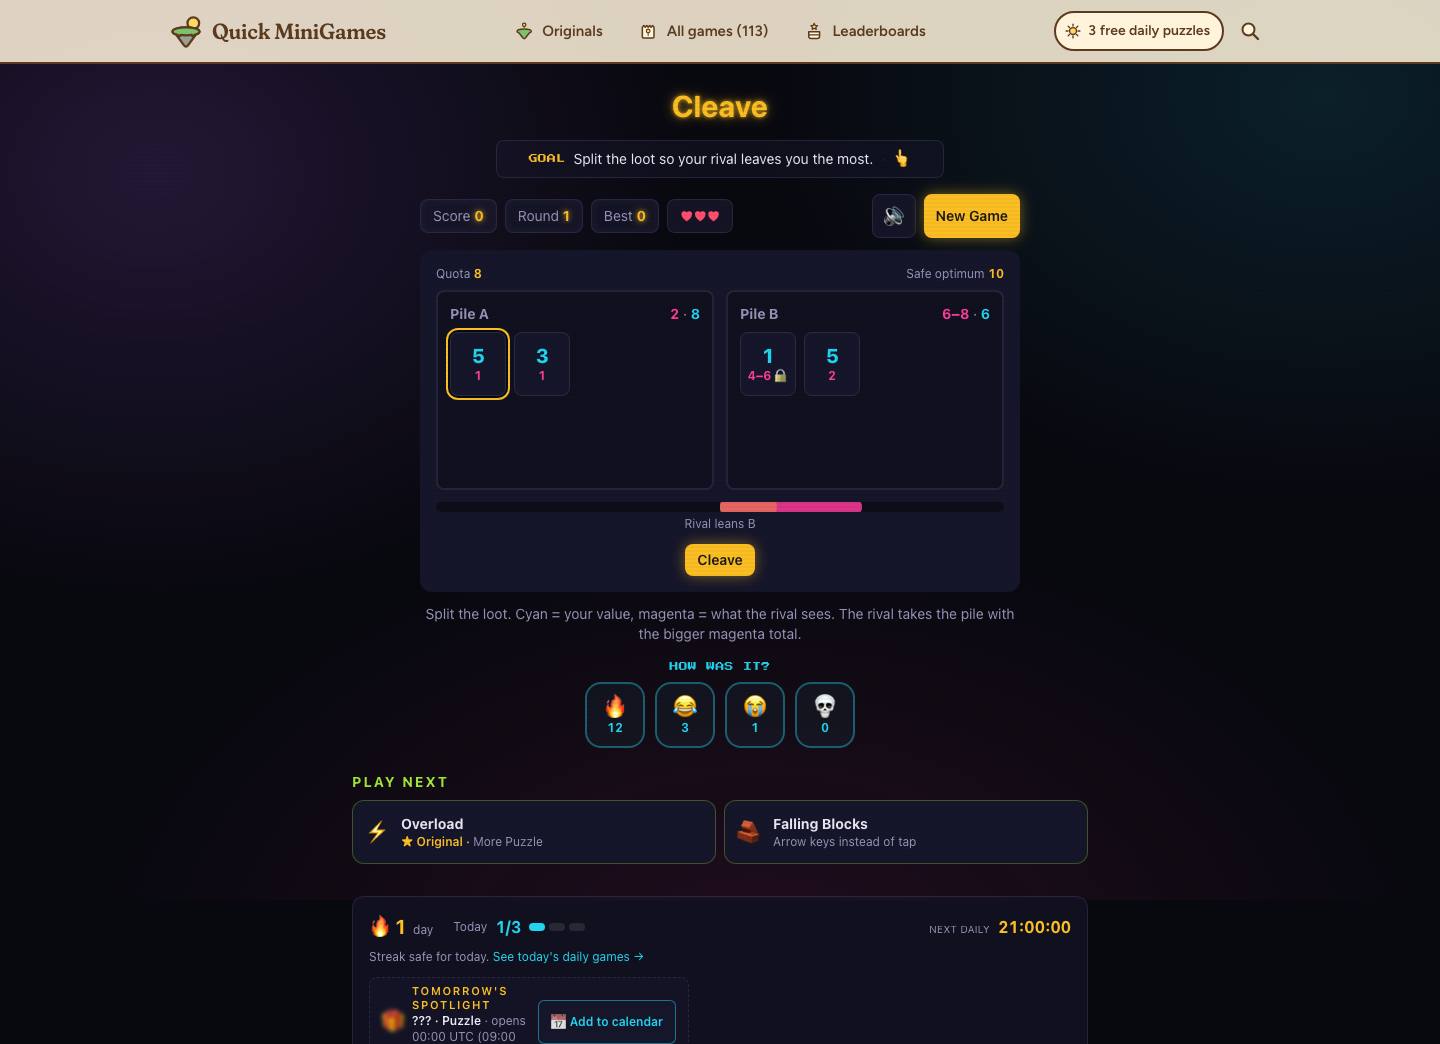 Quick MiniGames
Originals
All games (113)
Leaderboards
3 free daily puzzles
Cleave
GOAL Split the loot so your rival leaves you the most.
Score 0
Round 1
Best 0
New Game
Quota 8
Safe optimum 10
Pile A
2 · 8
5
1
3
1
Pile B
6–8 · 6
1
4–6
5
2
Rival leans B
Cleave
Split the loot. Cyan = your value, magenta = what the rival sees. The rival takes the pile with
the bigger magenta total.
HOW WAS IT?
12
3
1
0
PLAY NEXT
Overload
Original · More Puzzle
Falling Blocks
Arrow keys instead of tap
1 day
Today 1/3
NEXT DAILY 21:00:00
Streak safe for today. See today's daily games →
TOMORROW'S
SPOTLIGHT
??? · Puzzle · opens
00:00 UTC (09:00
Add to calendar